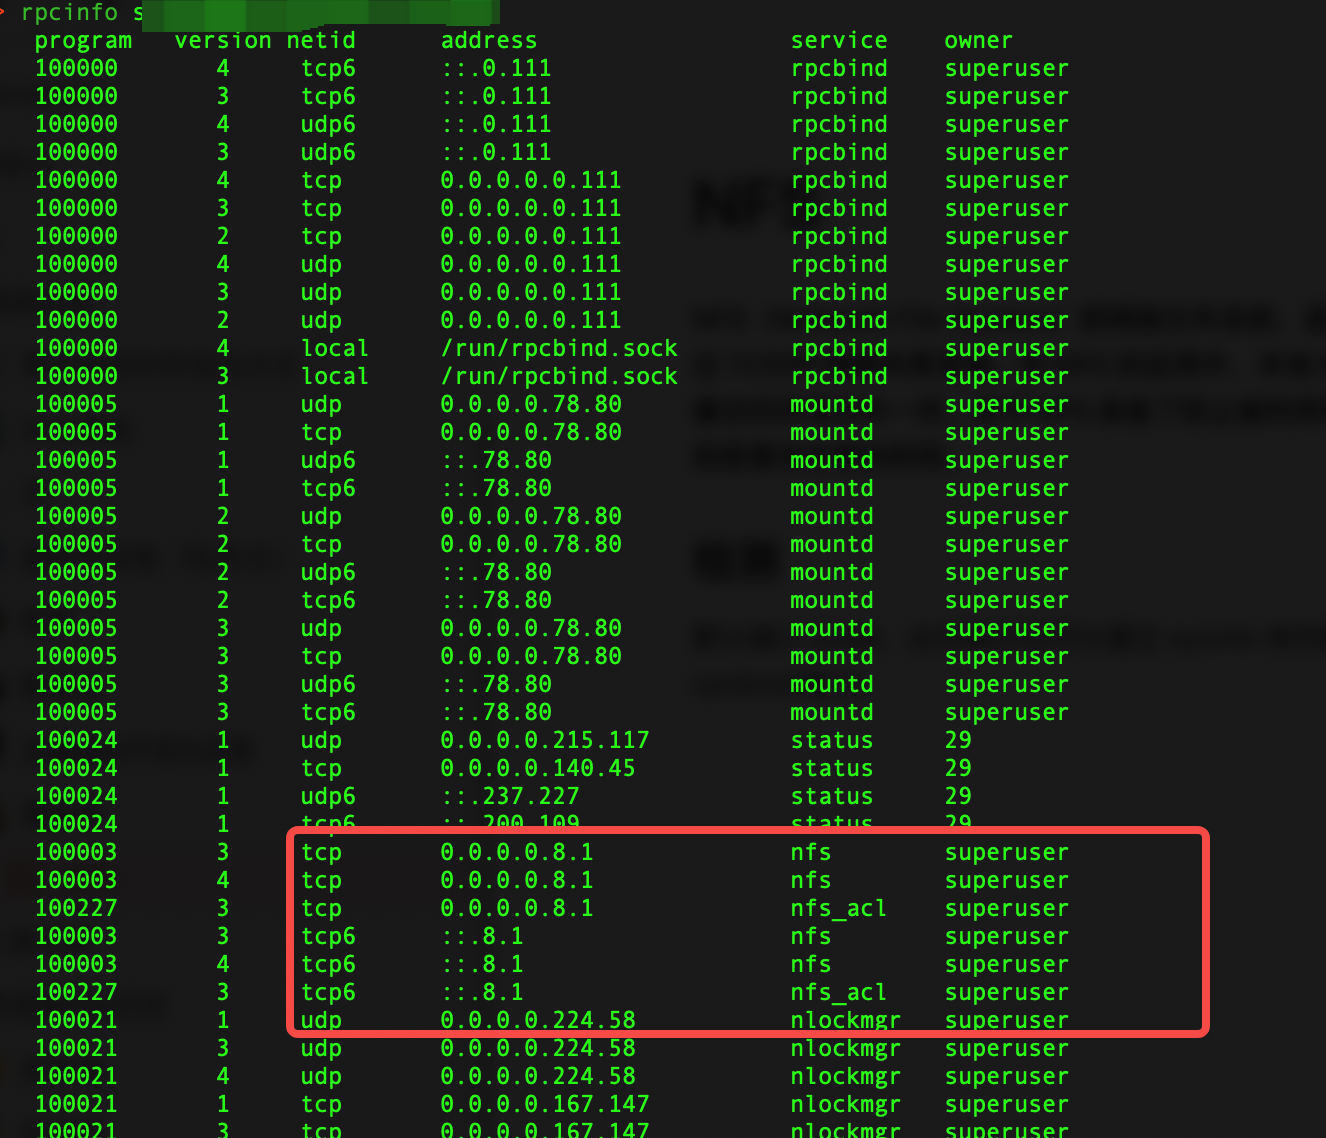 > rpcinfo s
program version netid address service owner
100000 4 tcp6 ::.0.111 rpcbind superuser
100000 3 tcp6 ::.0.111 rpcbind superuser
100000 4 udp6 ::.0.111 rpcbind superuser
100000 3 udp6 ::.0.111 rpcbind superuser
100000 4 tcp 0.0.0.0.0.111 rpcbind superuser
100000 3 tcp 0.0.0.0.0.111 rpcbind superuser
100000 2 tcp 0.0.0.0.0.111 rpcbind superuser
100000 4 udp 0.0.0.0.0.111 rpcbind superuser
100000 3 udp 0.0.0.0.0.111 rpcbind superuser
100000 2 udp 0.0.0.0.0.111 rpcbind superuser
100000 4 local /run/rpcbind.sock rpcbind superuser
100000 3 local /run/rpcbind.sock rpcbind superuser
100005 1 udp 0.0.0.0.78.80 mountd superuser
100005 1 tcp 0.0.0.0.78.80 mountd superuser
100005 1 udp6 ::.78.80 mountd superuser
100005 1 tcp6 ::.78.80 mountd superuser
100005 2 udp 0.0.0.0.78.80 mountd superuser
100005 2 tcp 0.0.0.0.78.80 mountd superuser
100005 2 udp6 ::.78.80 mountd superuser
100005 2 tcp6 ::.78.80 mountd superuser
100005 3 udp 0.0.0.0.78.80 mountd superuser
100005 3 tcp 0.0.0.0.78.80 mountd superuser
100005 3 udp6 ::.78.80 mountd superuser
100005 3 tcp6 ::.78.80 mountd superuser
100024 1 udp 0.0.0.0.215.117 status 29
100024 1 tcp 0.0.0.0.140.45 status 29
100024 1 udp6 ::.237.227 status 29
100024 1 tcp6 ::.200.109 status 29
100003 3 tcp 0.0.0.0.8.1 nfs superuser
100003 4 tcp 0.0.0.0.8.1 nfs superuser
100227 3 tcp 0.0.0.0.8.1 nfs_acl superuser
100003 3 tcp6 ::.8.1 nfs superuser
100003 4 tcp6 ::.8.1 nfs superuser
100227 3 tcp6 ::.8.1 nfs_acl superuser
100021 1 udp 0.0.0.0.224.58 nlockmgr superuser
100021 3 udp 0.0.0.0.224.58 nlockmgr superuser
100021 4 udp 0.0.0.0.224.58 nlockmgr superuser
100021 1 tcp 0.0.0.0.167.147 nlockmgr superuser
100021 3 tcp 0.0.0.0.167.147 nlockmgr superuser